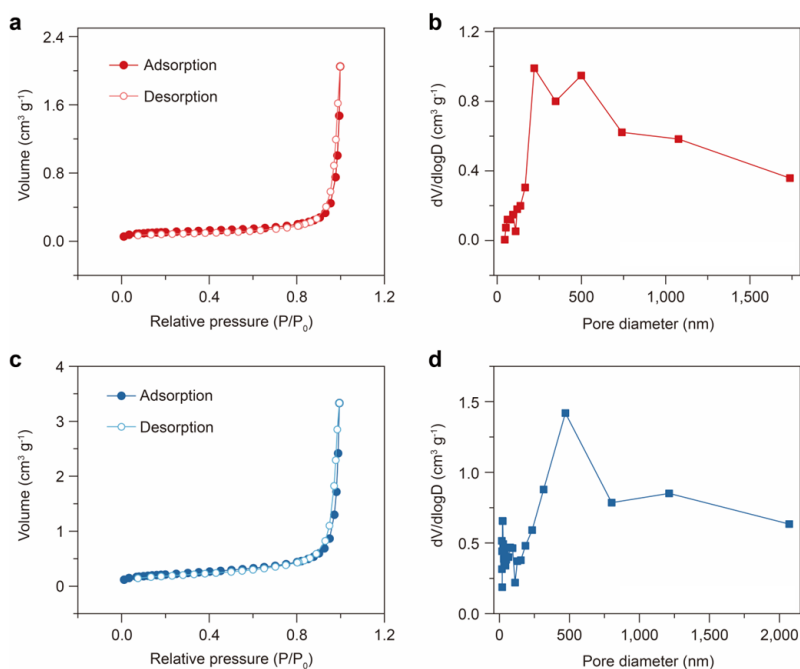 a
2.4
1.6
0.8
0.0
Volume (cm³ g⁻¹)
Adsorption
Desorption
0.0 0.4 0.8 1.2
Relative pressure (P/P₀)
b
1.2
0.8
0.4
0.0
dV/dlogD (cm³ g⁻¹)
0 500 1,000 1,500
Pore diameter (nm)
c
4
3
2
1
0
Volume (cm³ g⁻¹)
Adsorption
Desorption
0.0 0.4 0.8 1.2
Relative pressure (P/P₀)
d
1.5
1.0
0.5
0.0
dV/dlogD (cm³ g⁻¹)
0 500 1,000 1,500 2,000
Pore diameter (nm)